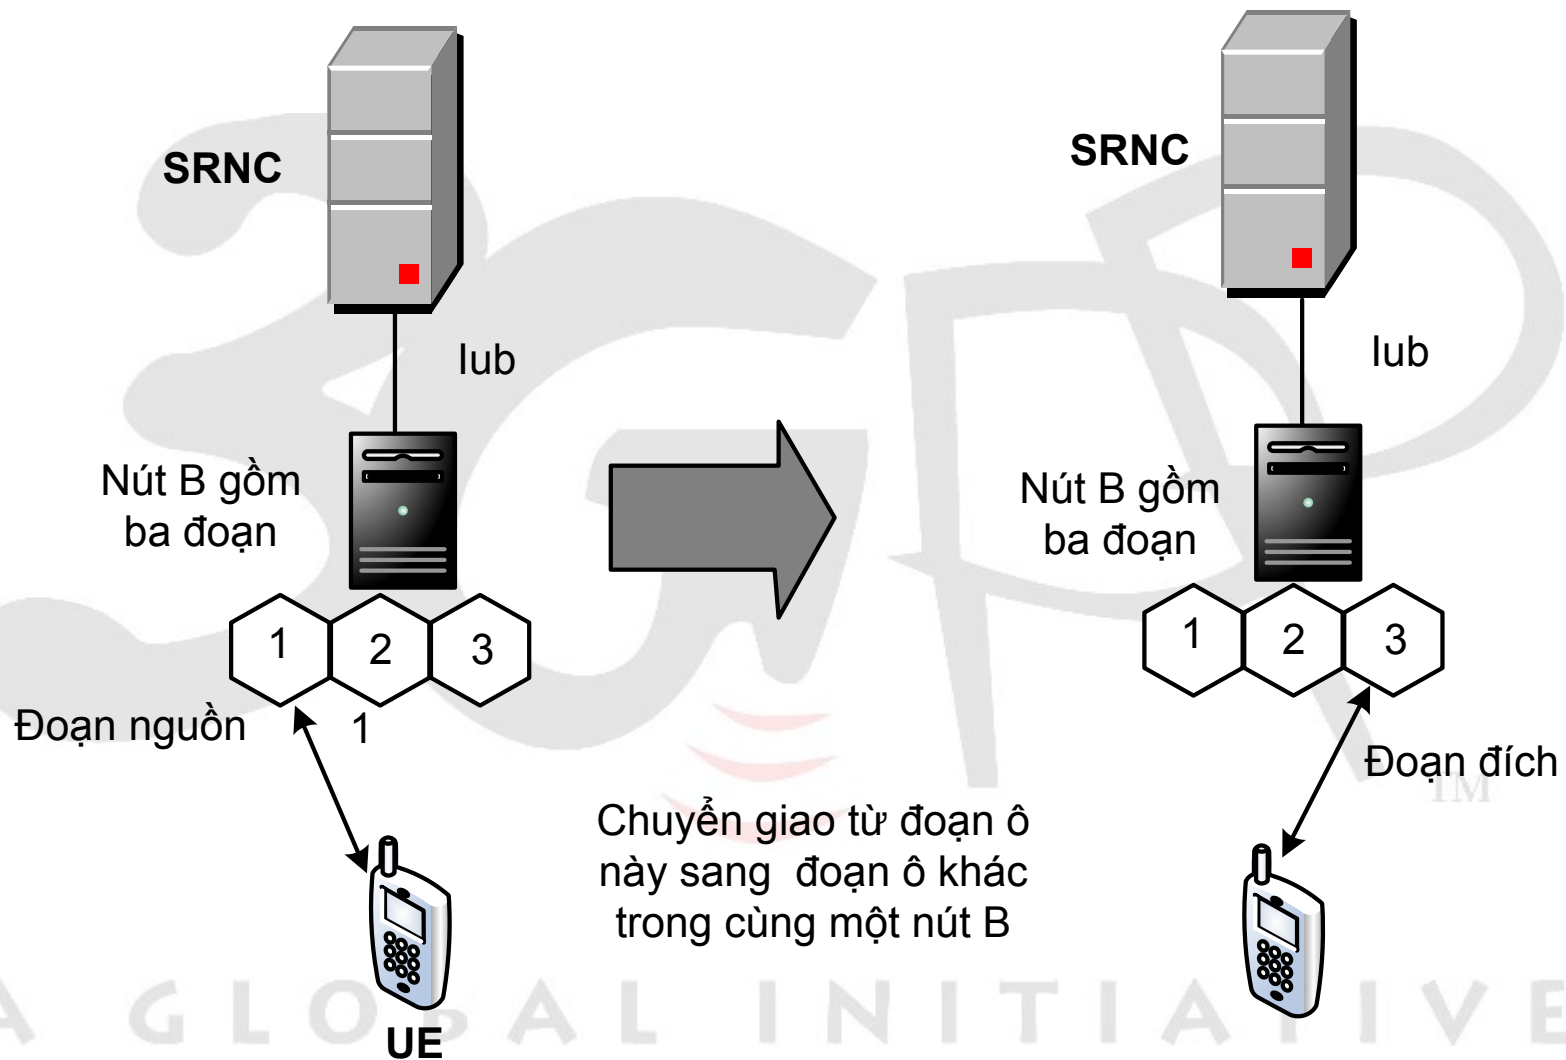 SRNC
Iub
Nút B gồm
ba đoạn
1
2
3
Đoạn nguồn
1
UE
Chuyển giao từ đoạn ô
này sang đoạn ô khác
trong cùng một nút B
SRNC
Iub
Nút B gồm
ba đoạn
1
2
3
Đoạn đích
3GPP
TM
A GLOBAL INITIATIVE